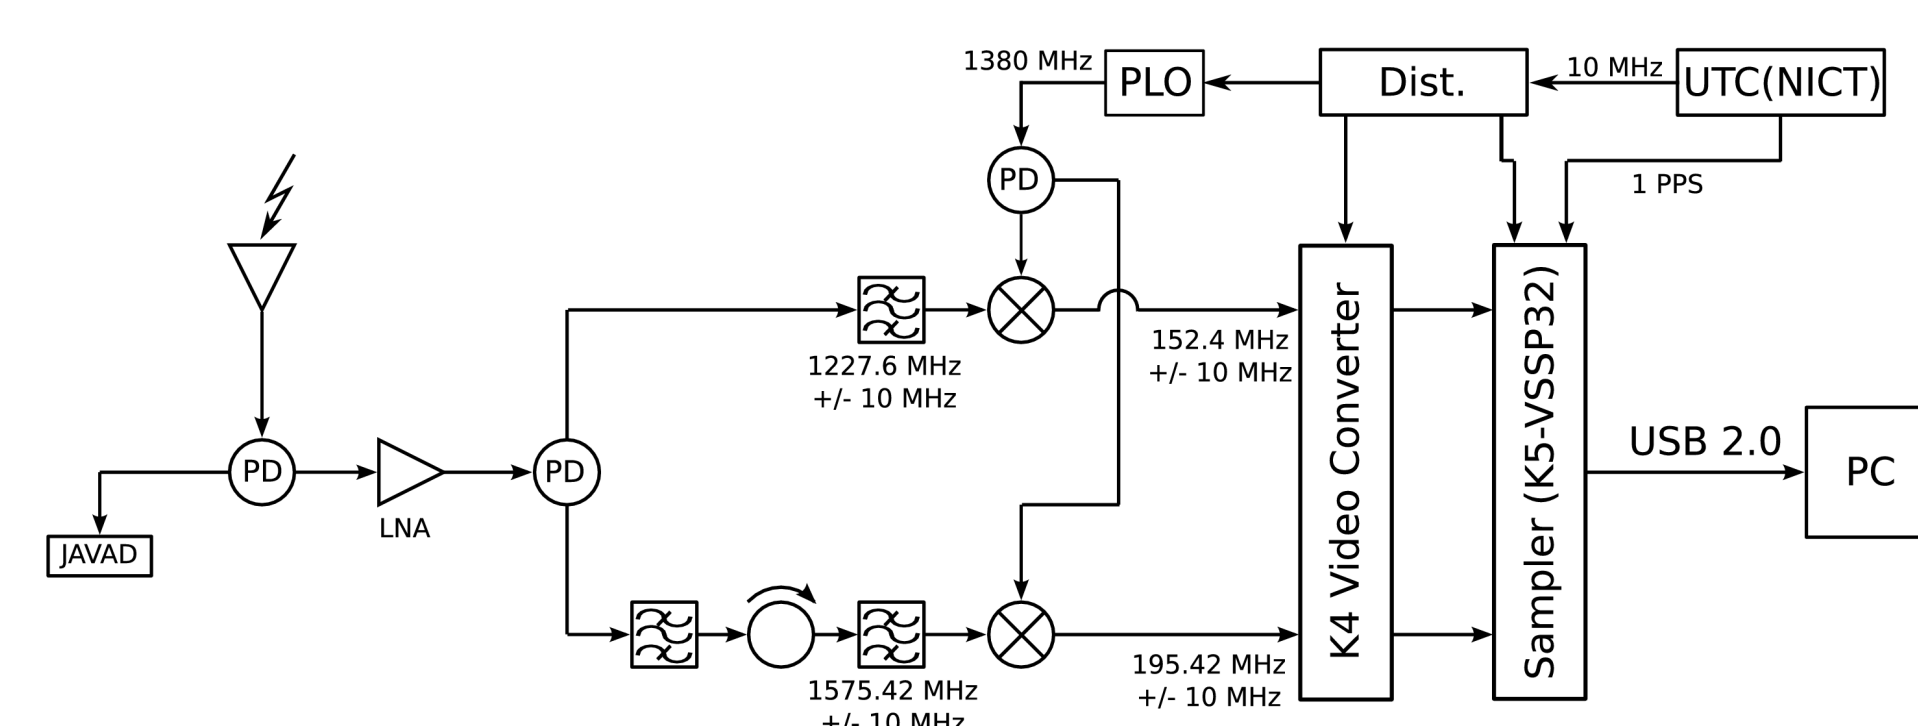 1380 MHz
PLO
Dist.
10 MHz
UTC(NICT)
PD
1 PPS
1227.6 MHz
+/- 10 MHz
152.4 MHz
+/- 10 MHz
K4 Video Converter
Sampler (K5-VSSP32)
USB 2.0
PC
PD
LNA
PD
JAVAD
1575.42 MHz
+/- 10 MHz
195.42 MHz
+/- 10 MHz